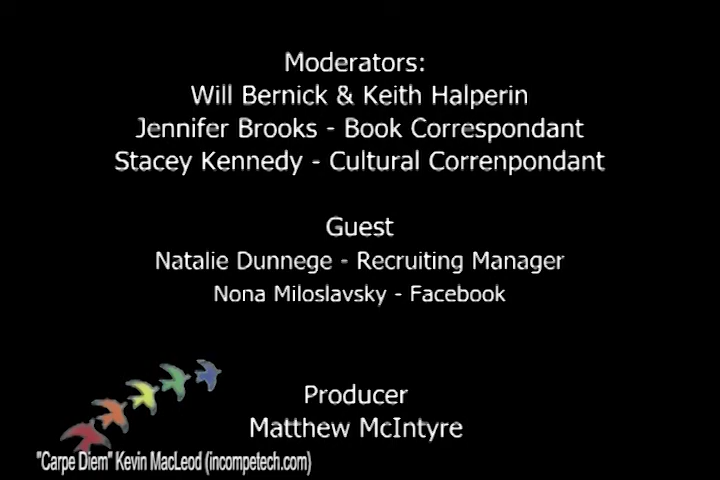 Moderators:
Will Bernick & Keith Halperin
Jennifer Brooks - Book Correspondant
Stacey Kennedy - Cultural Correnpondant
Guest
Natalie Dunnege - Recruiting Manager
Nona Miloslavsky - Facebook
Producer
Matthew McIntyre
"Carpe Diem" Kevin MacLeod (incompetech.com)